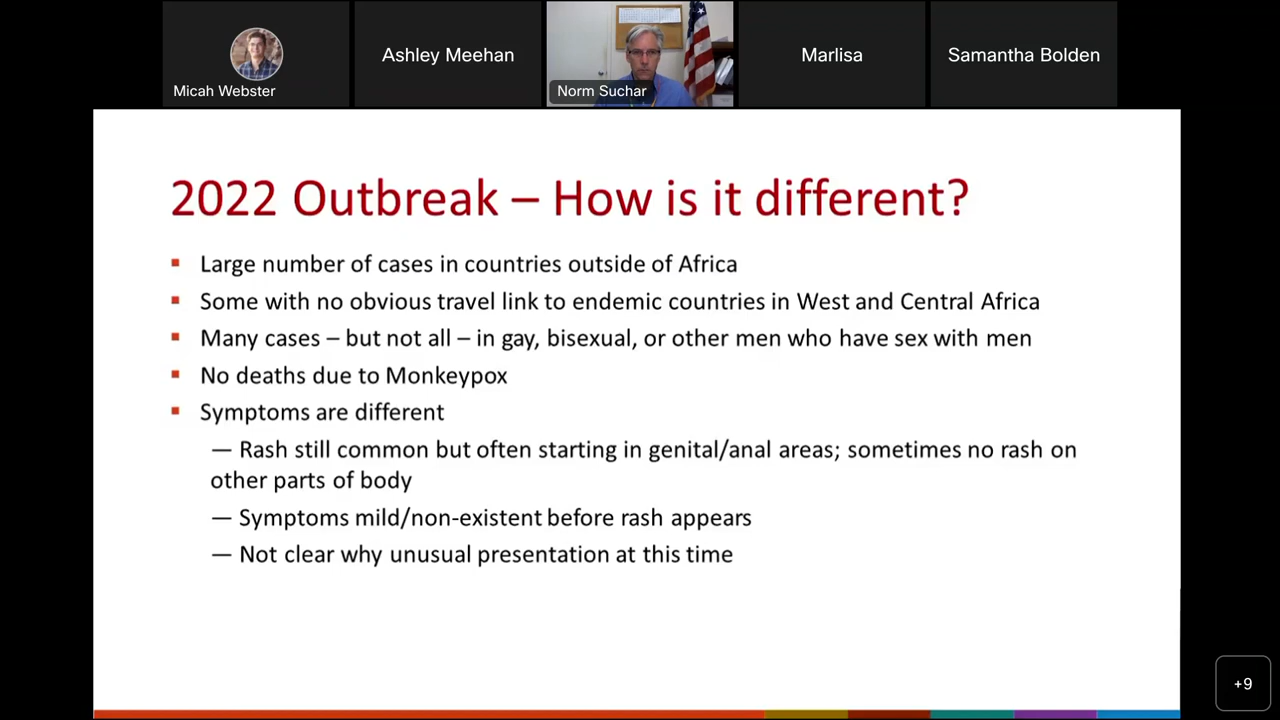 Micah Webster
Ashley Meehan
Norm Suchar
Marlisa
Samantha Bolden
2022 Outbreak – How is it different?
▪ Large number of cases in countries outside of Africa
▪ Some with no obvious travel link to endemic countries in West and Central Africa
▪ Many cases – but not all – in gay, bisexual, or other men who have sex with men
▪ No deaths due to Monkeypox
▪ Symptoms are different
— Rash still common but often starting in genital/anal areas; sometimes no rash on
other parts of body
— Symptoms mild/non-existent before rash appears
— Not clear why unusual presentation at this time
+9